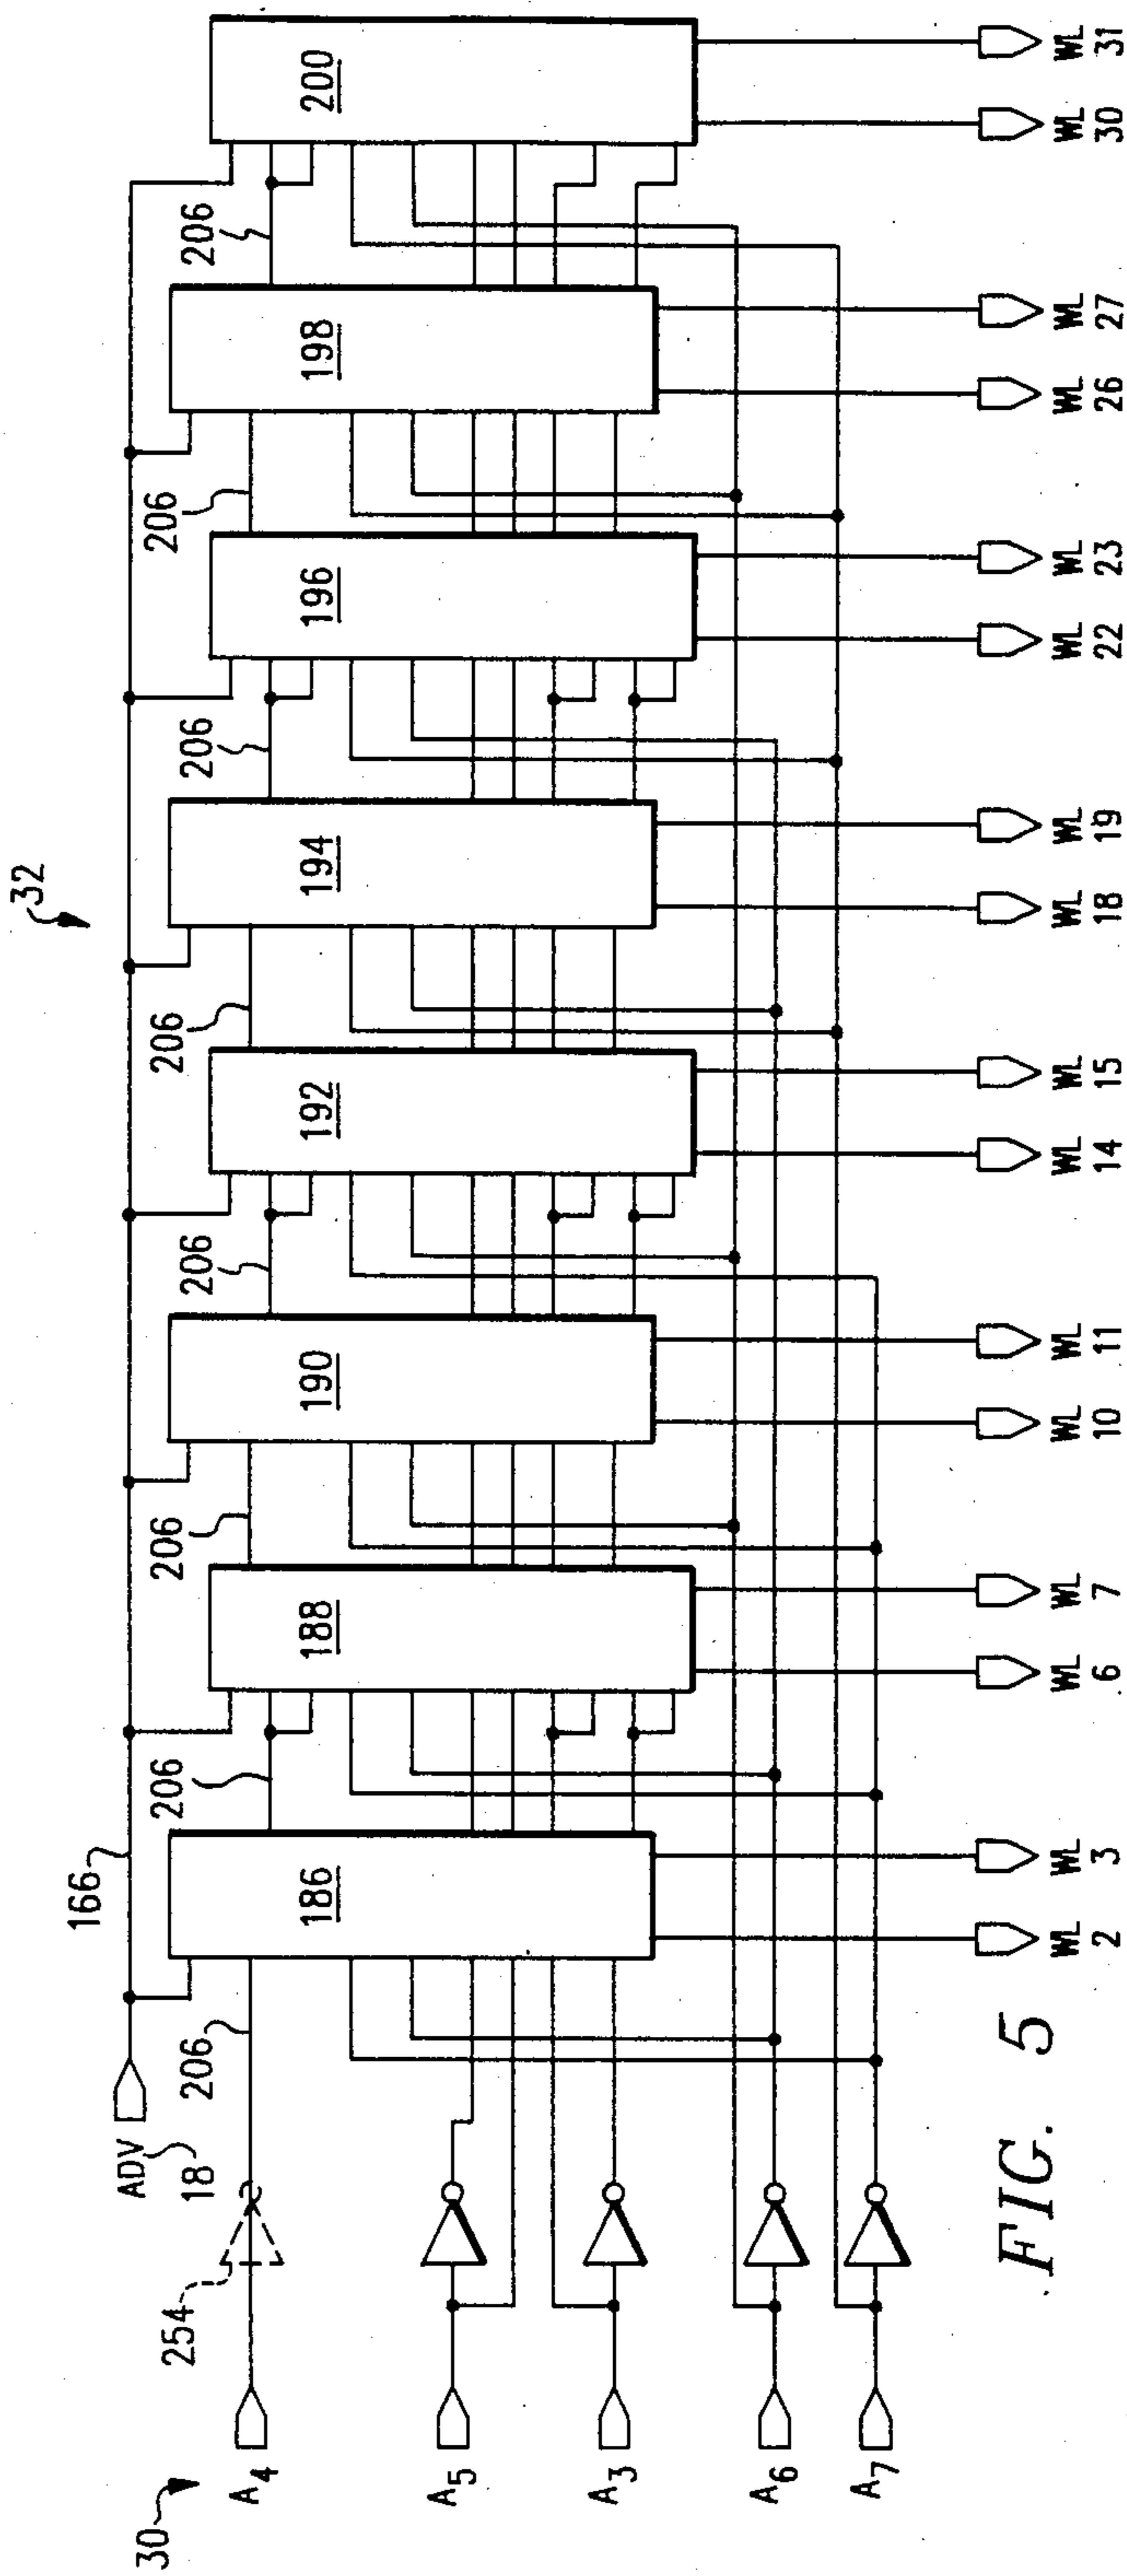 32
166
ADV
18
206
206
206
206
206
206
206
206
254
30
A4
A5
A3
A6
A7
186
188
190
192
194
196
198
200
WL 2
WL 3
WL 6
WL 7
WL 10
WL 11
WL 14
WL 15
WL 18
WL 19
WL 22
WL 23
WL 26
WL 27
WL 30
WL 31
FIG. 5